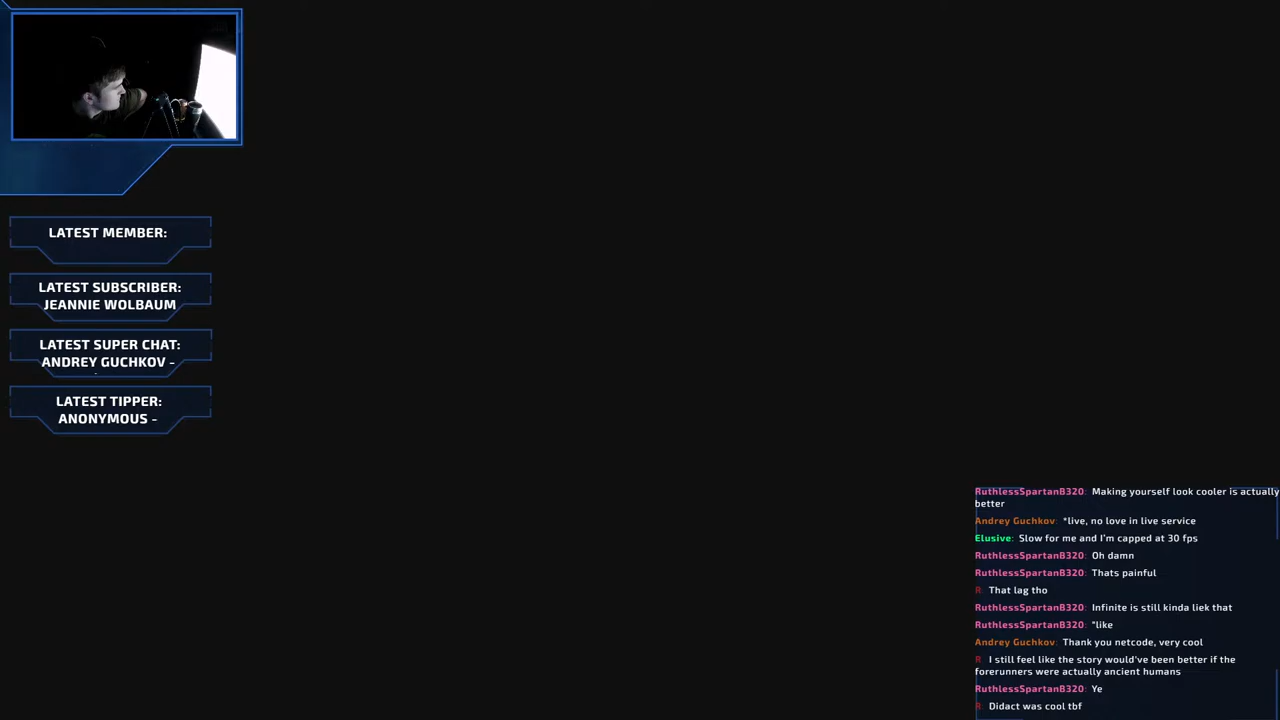 LATEST MEMBER:
LATEST SUBSCRIBER:
JEANNIE WOLBAUM
LATEST SUPER CHAT:
ANDREY GUCHKOV -
LATEST TIPPER:
ANONYMOUS -
RuthlessSpartanB320: Making yourself look cooler is actually
better
Andrey Guchkov: *live, no love in live service
Elusive: Slow for me and I'm capped at 30 fps
RuthlessSpartanB320: Oh damn
RuthlessSpartanB320: Thats painful
R: That lag tho
RuthlessSpartanB320: Infinite is still kinda liek that
RuthlessSpartanB320: *like
Andrey Guchkov: Thank you netcode, very cool
R: I still feel like the story would've been better if the
forerunners were actually ancient humans
RuthlessSpartanB320: Ye
R: Didact was cool tbf